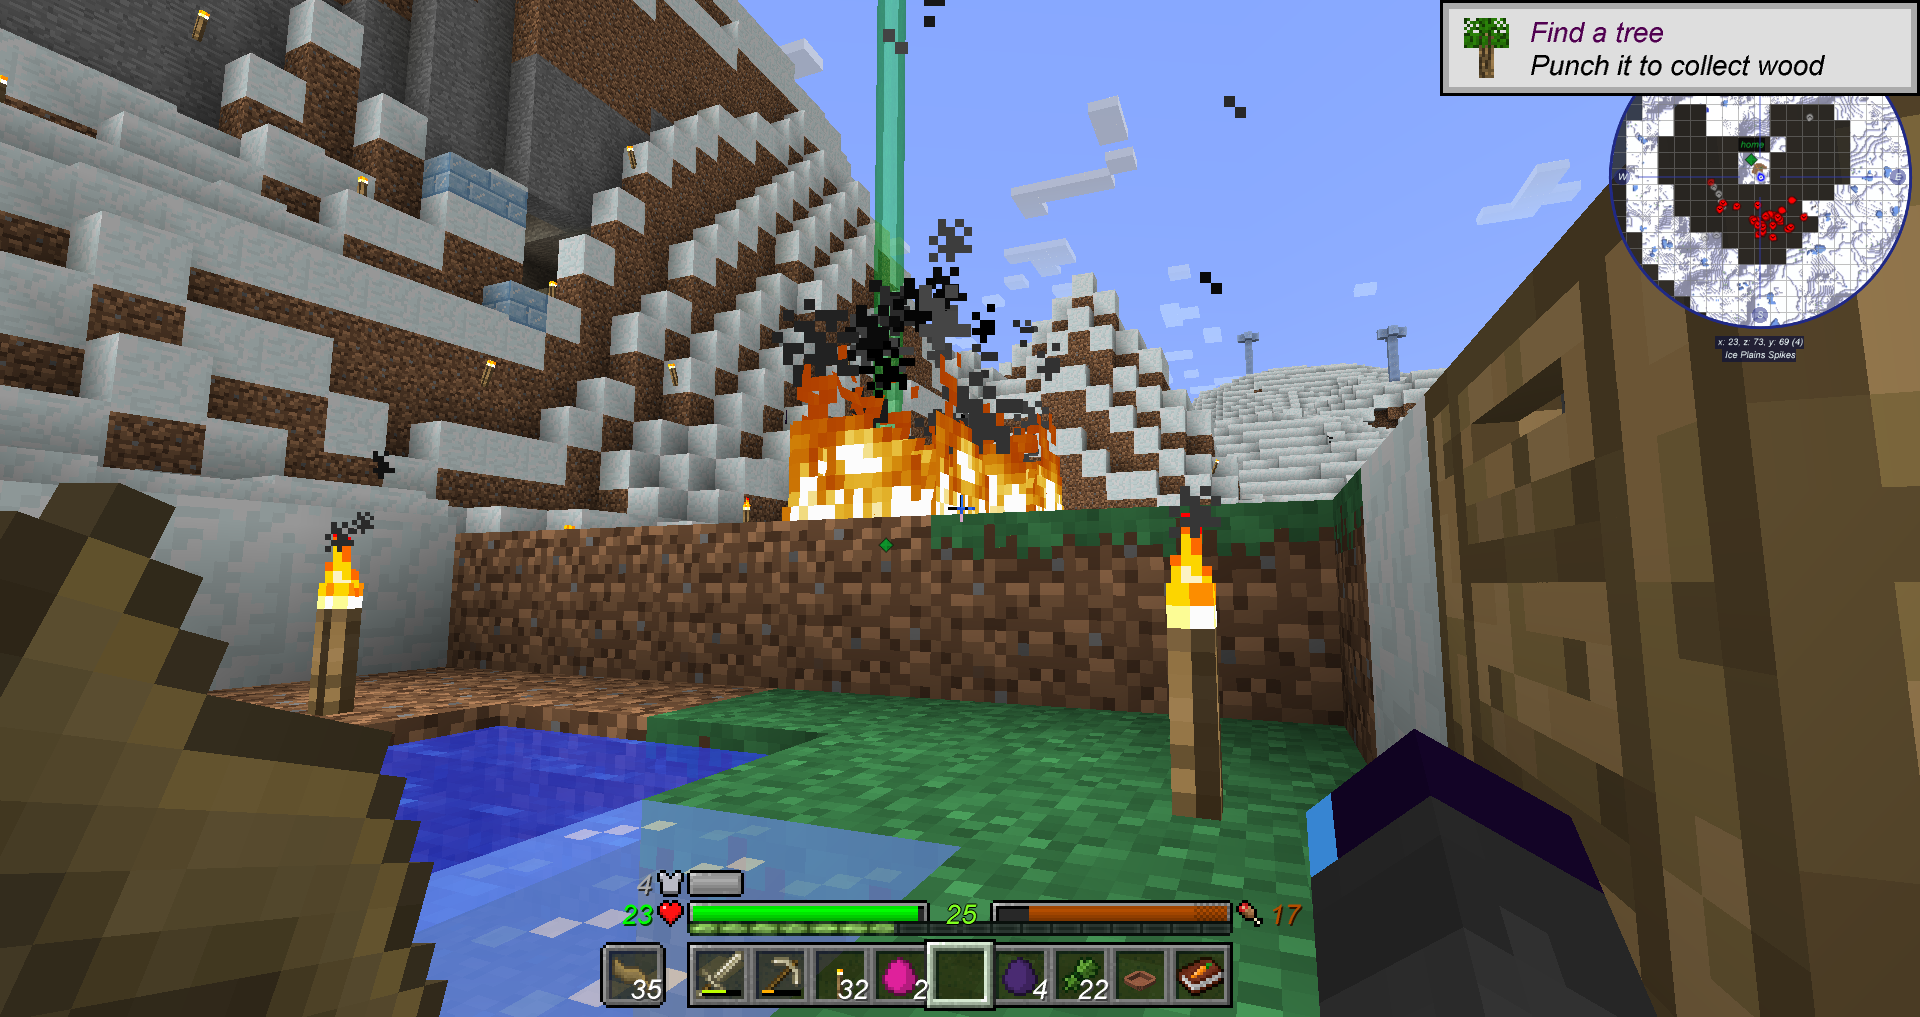 Find a tree
Punch it to collect wood
home
W
E
S
x: 23, z: 73, y: 69 (4)
Ice Plains Spikes
4
23
25
17
35
32
2
4
22